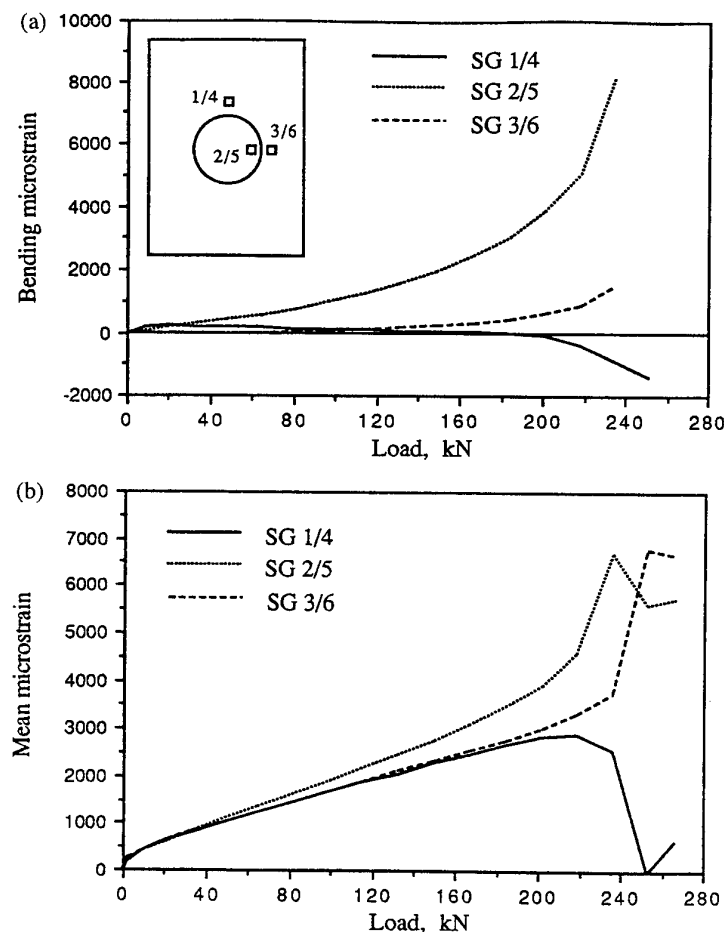 (a)
10000
8000
6000
4000
2000
0
-2000
Bending microstrain
1/4
2/5
3/6
SG 1/4
SG 2/5
SG 3/6
0 40 80 120 160 200 240 280
Load, kN
(b)
8000
7000
6000
5000
4000
3000
2000
1000
0
Mean microstrain
SG 1/4
SG 2/5
SG 3/6
0 40 80 120 160 200 240 280
Load, kN